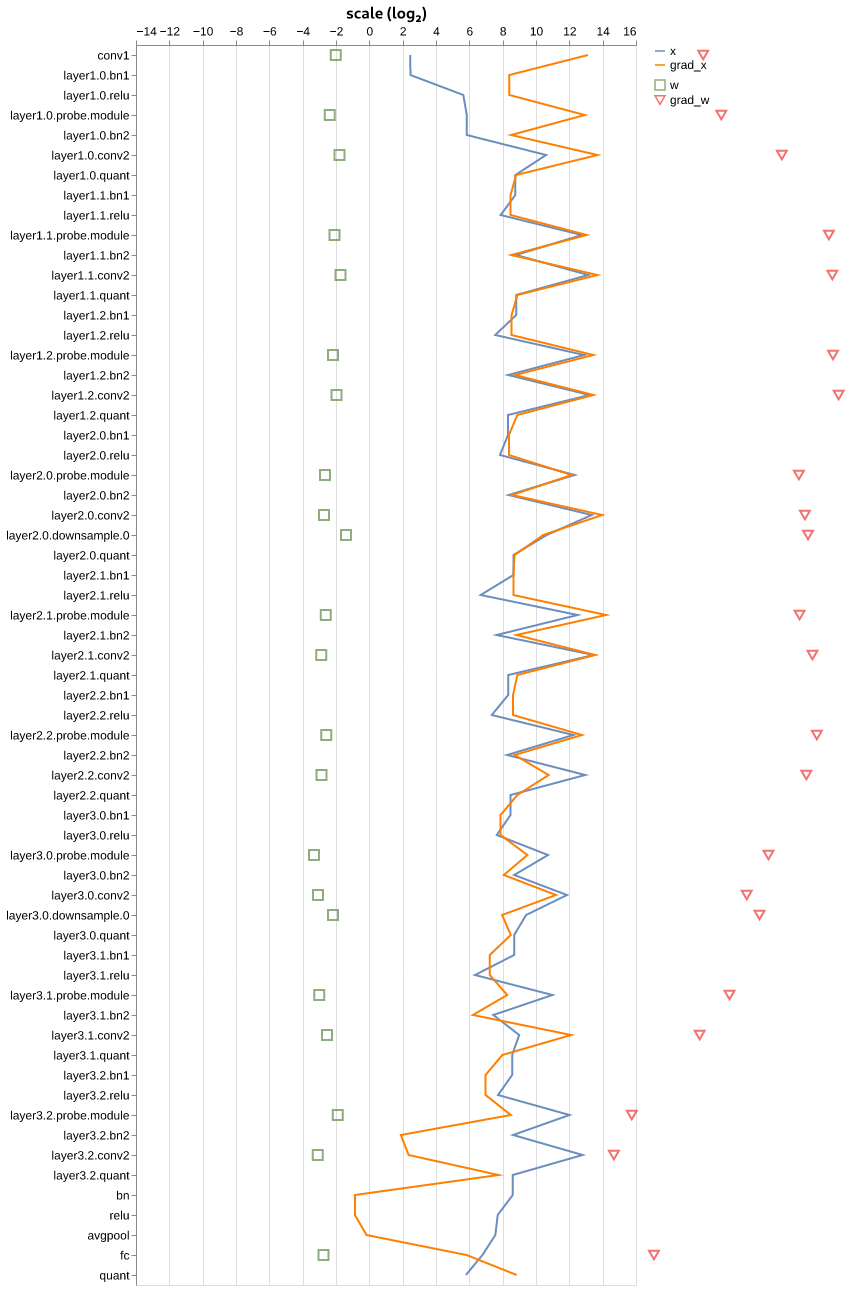 scale (log₂)
−14 −12 −10 −8 −6 −4 −2 0 2 4 6 8 10 12 14 16
conv1
layer1.0.bn1
layer1.0.relu
layer1.0.probe.module
layer1.0.bn2
layer1.0.conv2
layer1.0.quant
layer1.1.bn1
layer1.1.relu
layer1.1.probe.module
layer1.1.bn2
layer1.1.conv2
layer1.1.quant
layer1.2.bn1
layer1.2.relu
layer1.2.probe.module
layer1.2.bn2
layer1.2.conv2
layer1.2.quant
layer2.0.bn1
layer2.0.relu
layer2.0.probe.module
layer2.0.bn2
layer2.0.conv2
layer2.0.downsample.0
layer2.0.quant
layer2.1.bn1
layer2.1.relu
layer2.1.probe.module
layer2.1.bn2
layer2.1.conv2
layer2.1.quant
layer2.2.bn1
layer2.2.relu
layer2.2.probe.module
layer2.2.bn2
layer2.2.conv2
layer2.2.quant
layer3.0.bn1
layer3.0.relu
layer3.0.probe.module
layer3.0.bn2
layer3.0.conv2
layer3.0.downsample.0
layer3.0.quant
layer3.1.bn1
layer3.1.relu
layer3.1.probe.module
layer3.1.bn2
layer3.1.conv2
layer3.1.quant
layer3.2.bn1
layer3.2.relu
layer3.2.probe.module
layer3.2.bn2
layer3.2.conv2
layer3.2.quant
bn
relu
avgpool
fc
quant
x
grad_x
w
grad_w